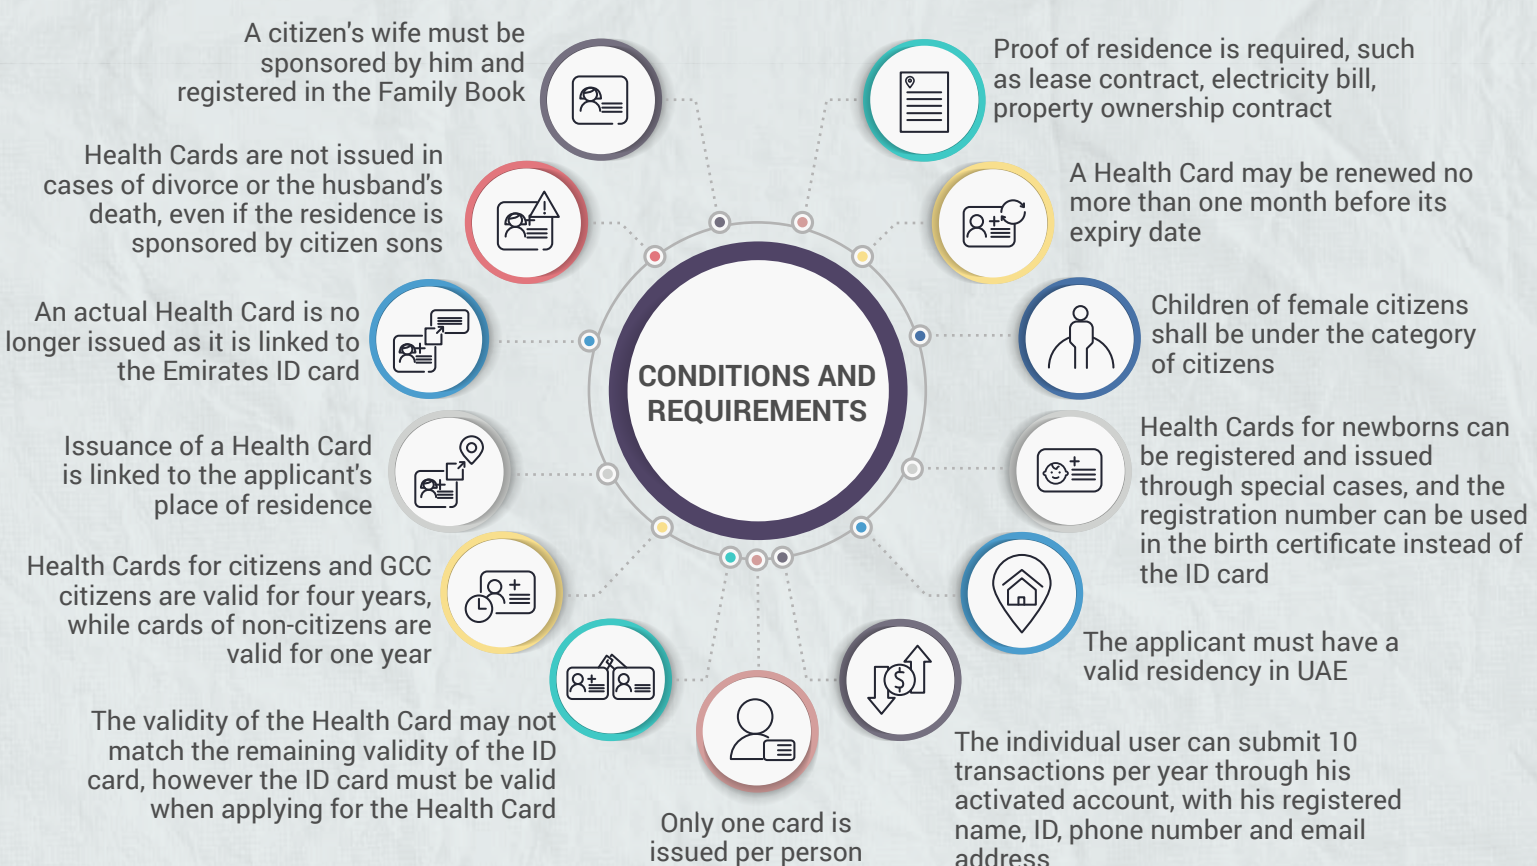 A citizen's wife must be
sponsored by him and
registered in the Family Book
Health Cards are not issued in
cases of divorce or the husband's
death, even if the residence is
sponsored by citizen sons
An actual Health Card is no
longer issued as it is linked to
the Emirates ID card
Issuance of a Health Card
is linked to the applicant's
place of residence
Health Cards for citizens and GCC
citizens are valid for four years,
while cards of non-citizens are
valid for one year
The validity of the Health Card may not
match the remaining validity of the ID
card, however the ID card must be valid
when applying for the Health Card
CONDITIONS AND
REQUIREMENTS
Only one card is
issued per person
Proof of residence is required, such
as lease contract, electricity bill,
property ownership contract
A Health Card may be renewed no
more than one month before its
expiry date
Children of female citizens
shall be under the category
of citizens
Health Cards for newborns can
be registered and issued
through special cases, and the
registration number can be used
in the birth certificate instead of
the ID card
The applicant must have a
valid residency in UAE
The individual user can submit 10
transactions per year through his
activated account, with his registered
name, ID, phone number and email
address